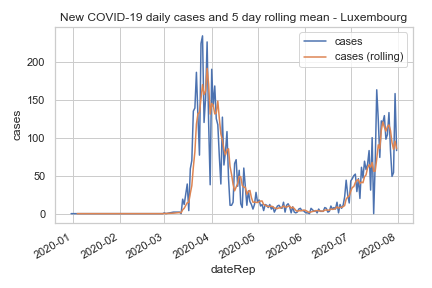 New COVID-19 daily cases and 5 day rolling mean - Luxembourg
cases
cases (rolling)
cases
200
150
100
50
0
2020-01
2020-02
2020-03
2020-04
2020-05
2020-06
2020-07
2020-08
dateRep